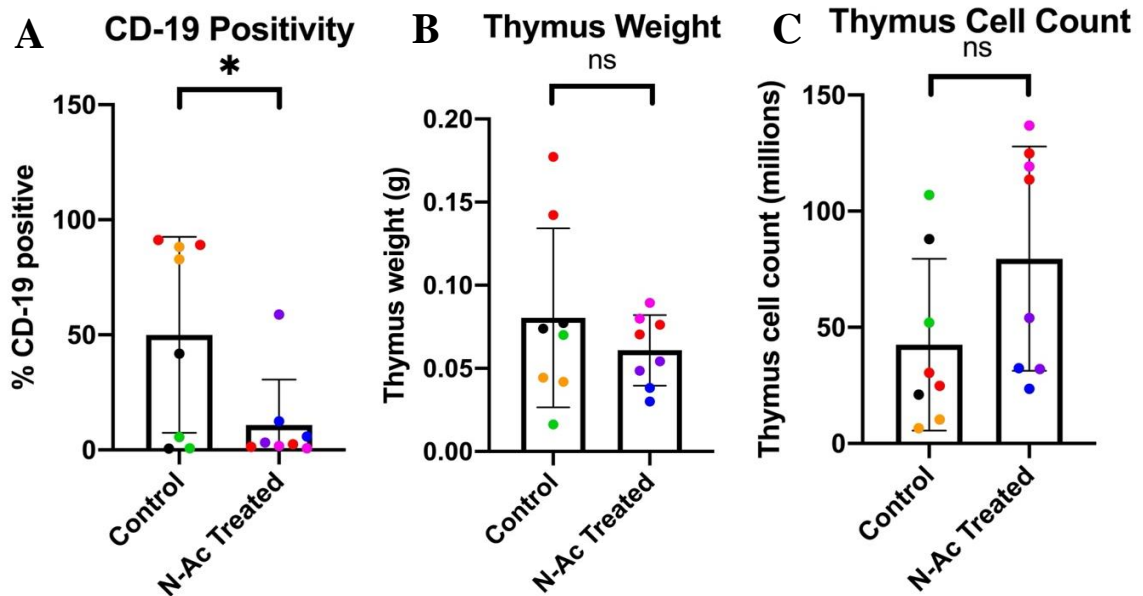 A
CD-19 Positivity
*
% CD-19 positive
150
100
50
0
Control
N-Ac Treated
B
Thymus Weight
ns
Thymus weight (g)
0.20
0.15
0.10
0.05
0.00
Control
N-Ac Treated
C
Thymus Cell Count
ns
Thymus cell count (millions)
150
100
50
0
Control
N-Ac Treated